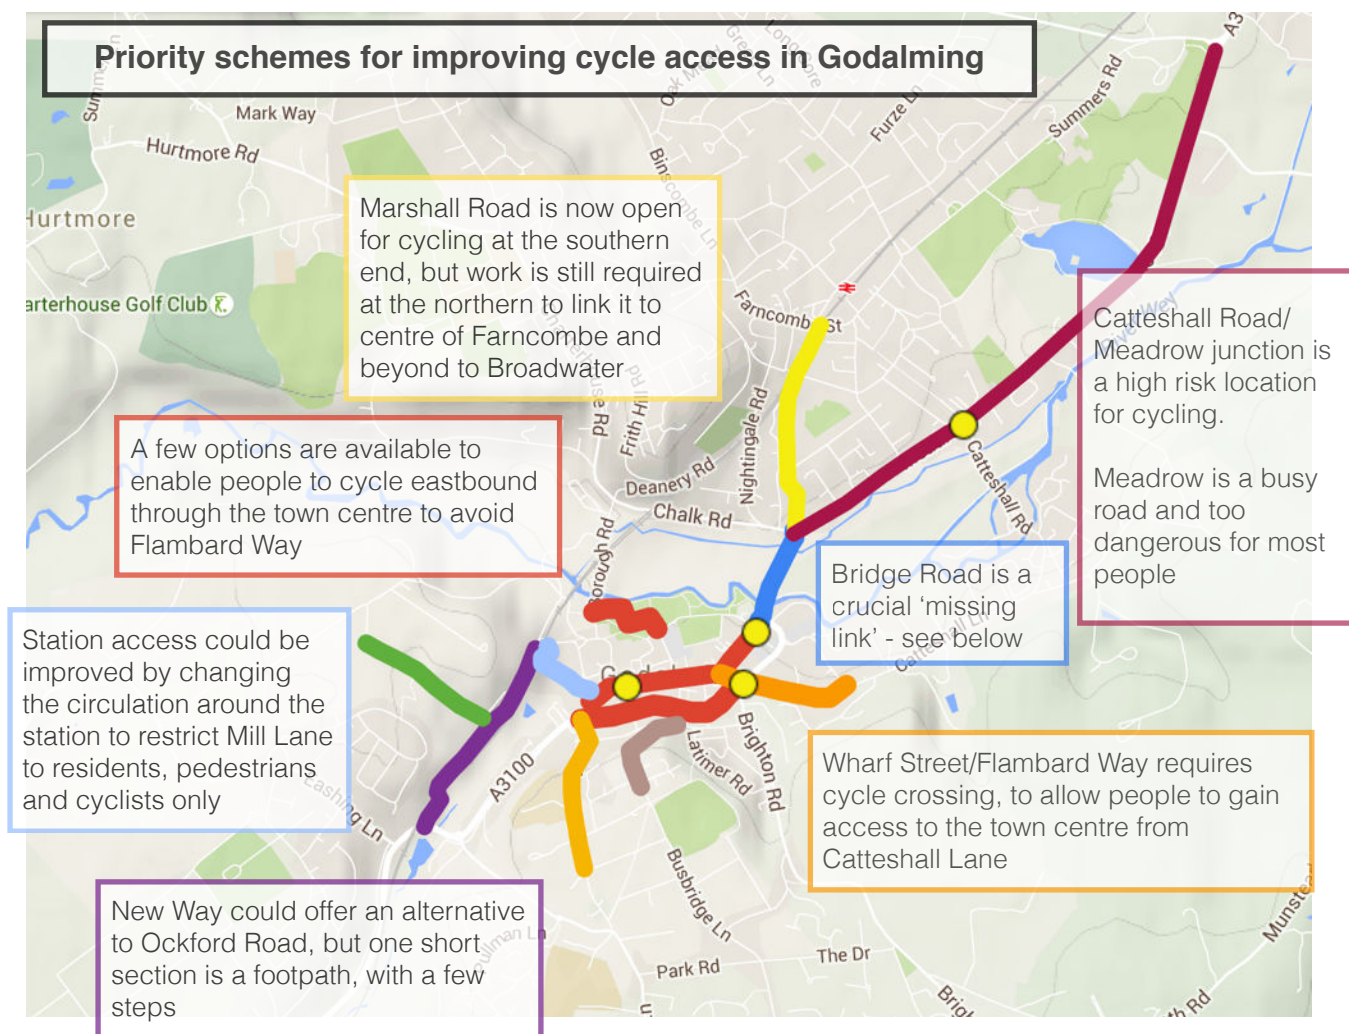 Priority schemes for improving cycle access in Godalming
Mark Way
Hurtmore Rd
Hurtmore
Furze Ln
Summers Rd
A3
Binscombe Ln
Marshall Road is now open
for cycling at the southern
end, but work is still required
at the northern to link it to
centre of Farncombe and
beyond to Broadwater
arterhouse Golf Club
Farncombe St
River Wey
Catteshall Road/
Meadrow junction is
a high risk location
for cycling.
Meadrow is a busy
road and too
dangerous for most
people
Frith Hill Rd
Nightingale Rd
Deanery Rd
Chalk Rd
Catteshall Rd
A few options are available to
enable people to cycle eastbound
through the town centre to avoid
Flambard Way
Borough Rd
Bridge Road is a
crucial ‘missing
link’ - see below
Station access could be
improved by changing
the circulation around the
station to restrict Mill Lane
to residents, pedestrians
and cyclists only
Eashing Ln
A3100
Latimer Rd
Brighton Rd
Wharf Street/Flambard Way requires
cycle crossing, to allow people to gain
access to the town centre from
Catteshall Lane
Busbridge Ln
New Way could offer an alternative
to Ockford Road, but one short
section is a footpath, with a few
steps
Pullman Ln
Park Rd
The Dr